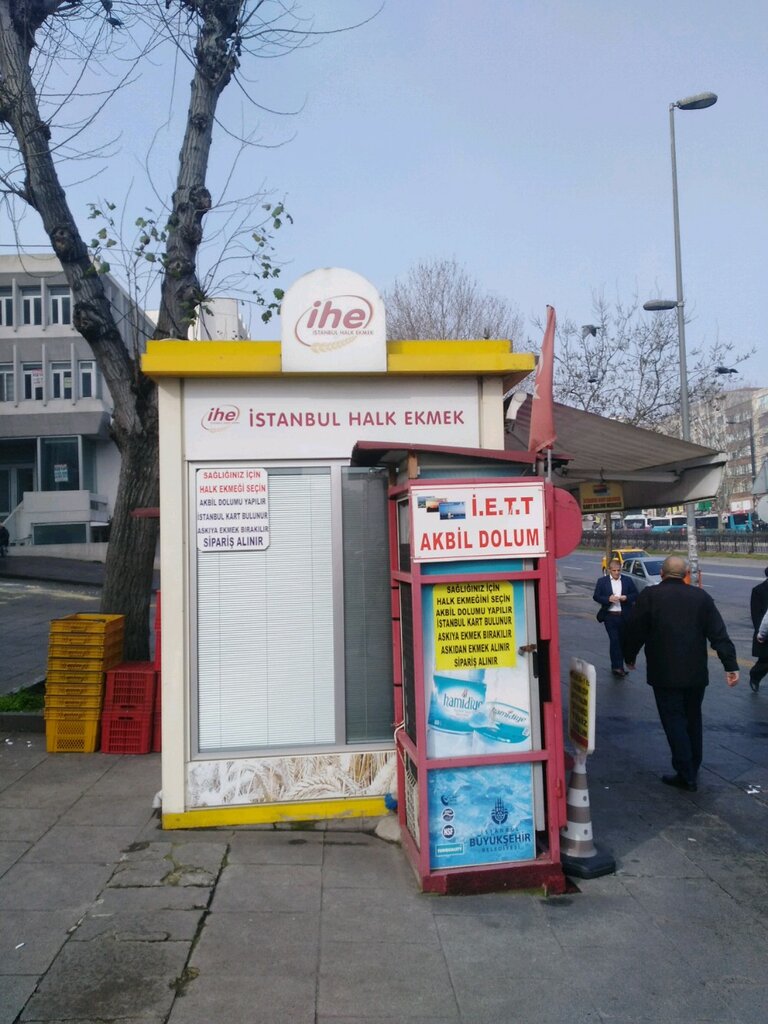 ihe
İSTANBUL HALK EKMEK
ihe
İSTANBUL HALK EKMEK
SAĞLIĞINIZ İÇİN
HALK EKMEĞİ SEÇİN
AKBİL DOLUMU YAPILIR
İSTANBUL KART BULUNUR
ASKIYA EKMEK BIRAKILIR
SİPARİŞ ALINIR
İ.E.T.T
AKBİL DOLUM
SAĞLIĞINIZ İÇİN
HALK EKMEĞİNİ SEÇİN
AKBİL DOLUMU YAPILIR
İSTANBUL KART BULUNUR
ASKIYA EKMEK BIRAKILIR
ASKIDAN EKMEK ALINIR
SİPARİŞ ALINIR
hamidiye
hamidiye
NSF
İSTANBUL
BÜYÜKŞEHİR
BELEDİYESİ